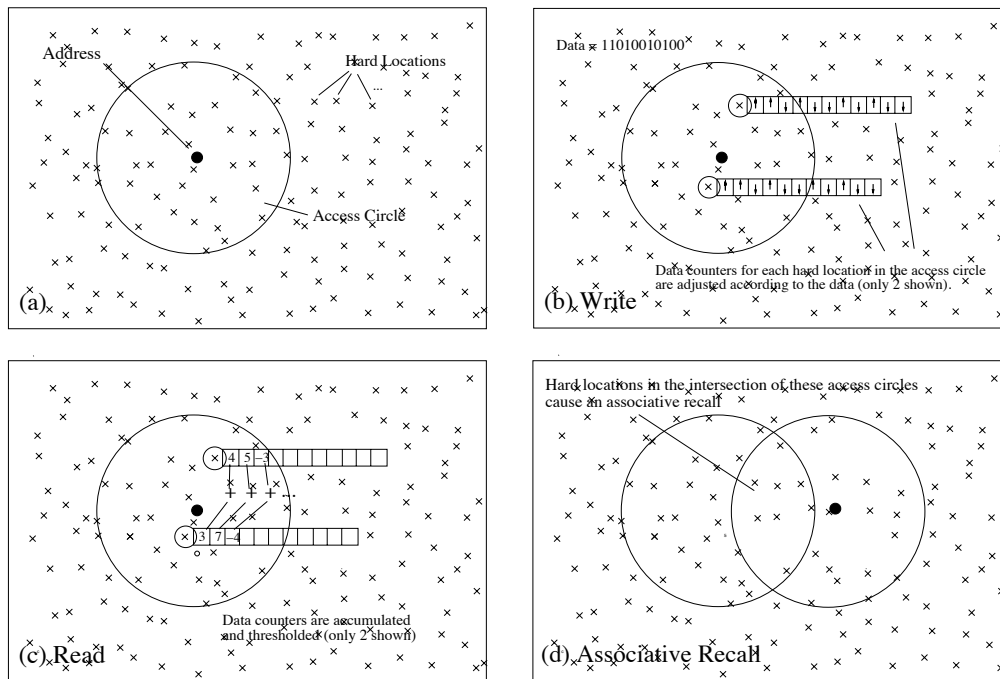 Address
Hard Locations
...
Access Circle
(a)
Data = 11010010100
Data counters for each hard location in the access circle
are adjusted according to the data (only 2 shown).
(b) Write
4 5 −3
+ + + ...
3 7 −4
Data counters are accumulated
and thresholded (only 2 shown)
(c) Read
Hard locations in the intersection of these access circles
cause an associative recall
(d) Associative Recall